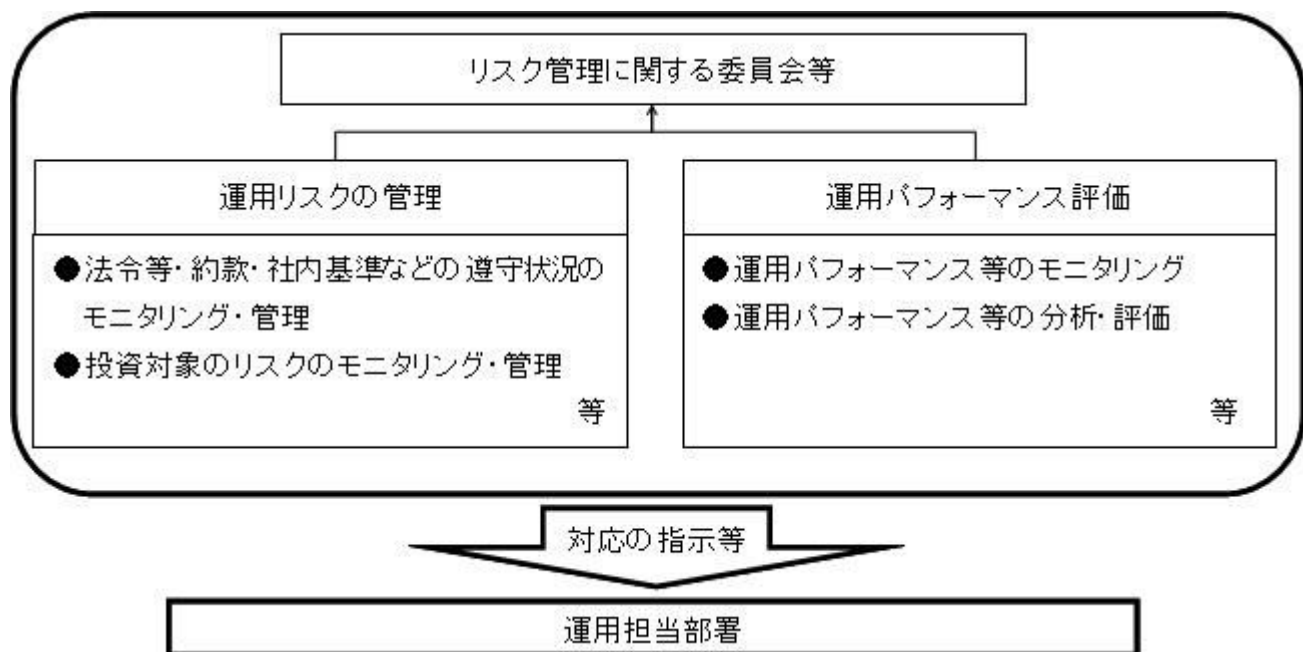 リスク管理に関する委員会等
運用リスクの管理
●法令等・約款・社内基準などの遵守状況の
モニタリング・管理
●投資対象のリスクのモニタリング・管理
等
運用パフォーマンス評価
●運用パフォーマンス等のモニタリング
●運用パフォーマンス等の分析・評価
等
対応の指示等
運用担当部署